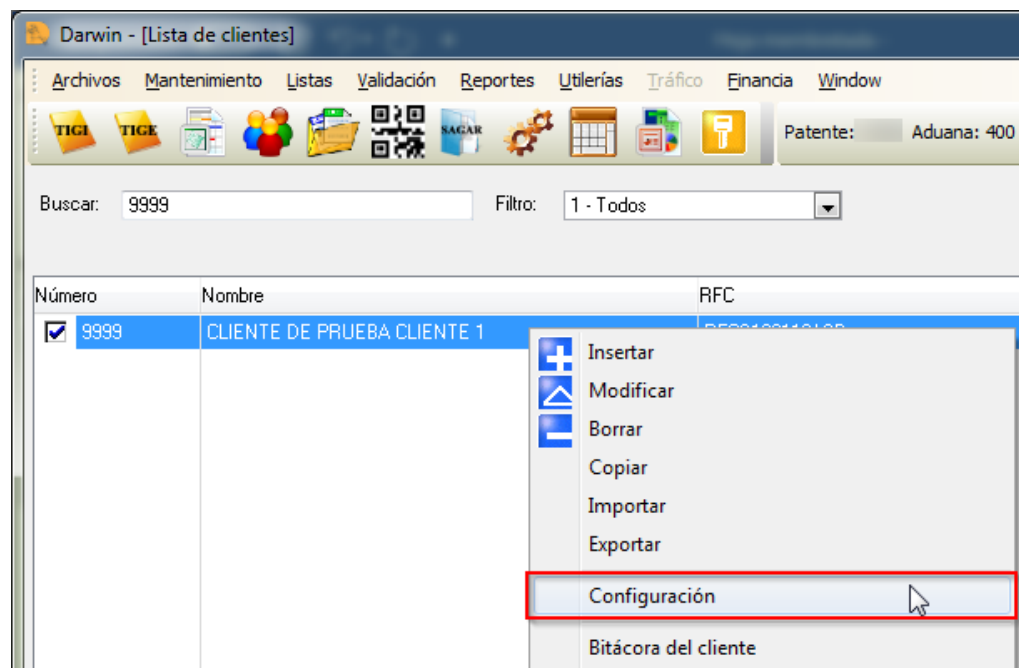 Darwin - [Lista de clientes]
Archivos Mantenimiento Listas Validación Reportes Utilerías Tráfico Financia Window
TIGI TIGE SAGAR Patente: Aduana: 400
Buscar: 9999 Filtro: 1 - Todos
Número Nombre RFC
9999 CLIENTE DE PRUEBA CLIENTE 1
Insertar
Modificar
Borrar
Copiar
Importar
Exportar
Configuración
Bitácora del cliente